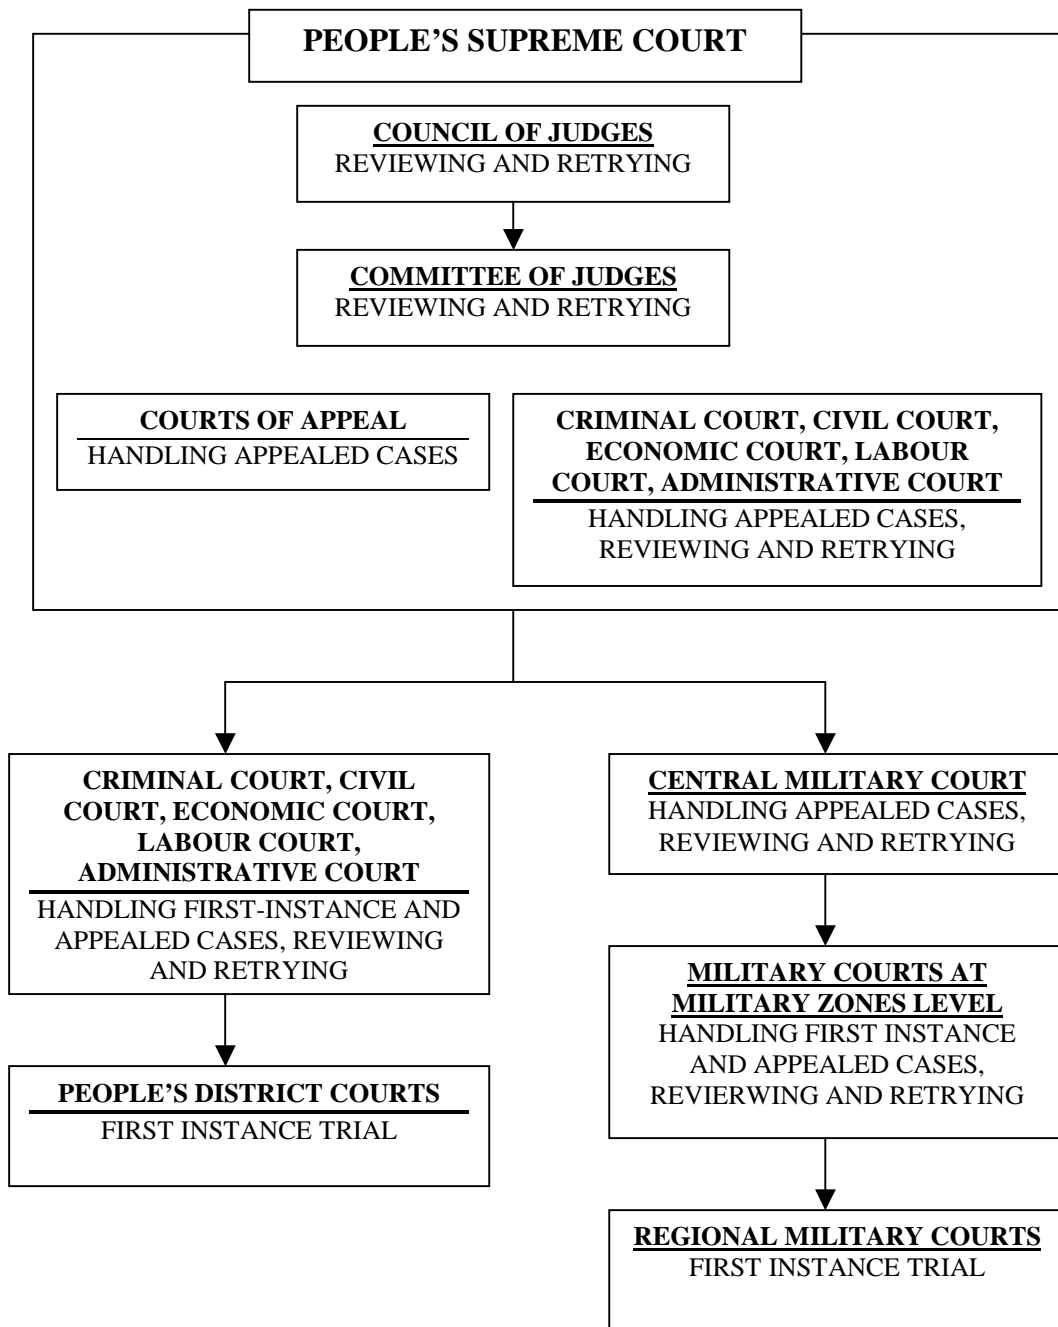 PEOPLE’S SUPREME COURT
COUNCIL OF JUDGES
REVIEWING AND RETRYING
COMMITTEE OF JUDGES
REVIEWING AND RETRYING
COURTS OF APPEAL
HANDLING APPEALED CASES
CRIMINAL COURT, CIVIL COURT,
ECONOMIC COURT, LABOUR
COURT, ADMINISTRATIVE COURT
HANDLING APPEALED CASES,
REVIEWING AND RETRYING
CRIMINAL COURT, CIVIL
COURT, ECONOMIC COURT,
LABOUR COURT,
ADMINISTRATIVE COURT
HANDLING FIRST-INSTANCE AND
APPEALED CASES, REVIEWING
AND RETRYING
PEOPLE’S DISTRICT COURTS
FIRST INSTANCE TRIAL
CENTRAL MILITARY COURT
HANDLING APPEALED CASES,
REVIEWING AND RETRYING
MILITARY COURTS AT
MILITARY ZONES LEVEL
HANDLING FIRST INSTANCE
AND APPEALED CASES,
REVIERWING AND RETRYING
REGIONAL MILITARY COURTS
FIRST INSTANCE TRIAL